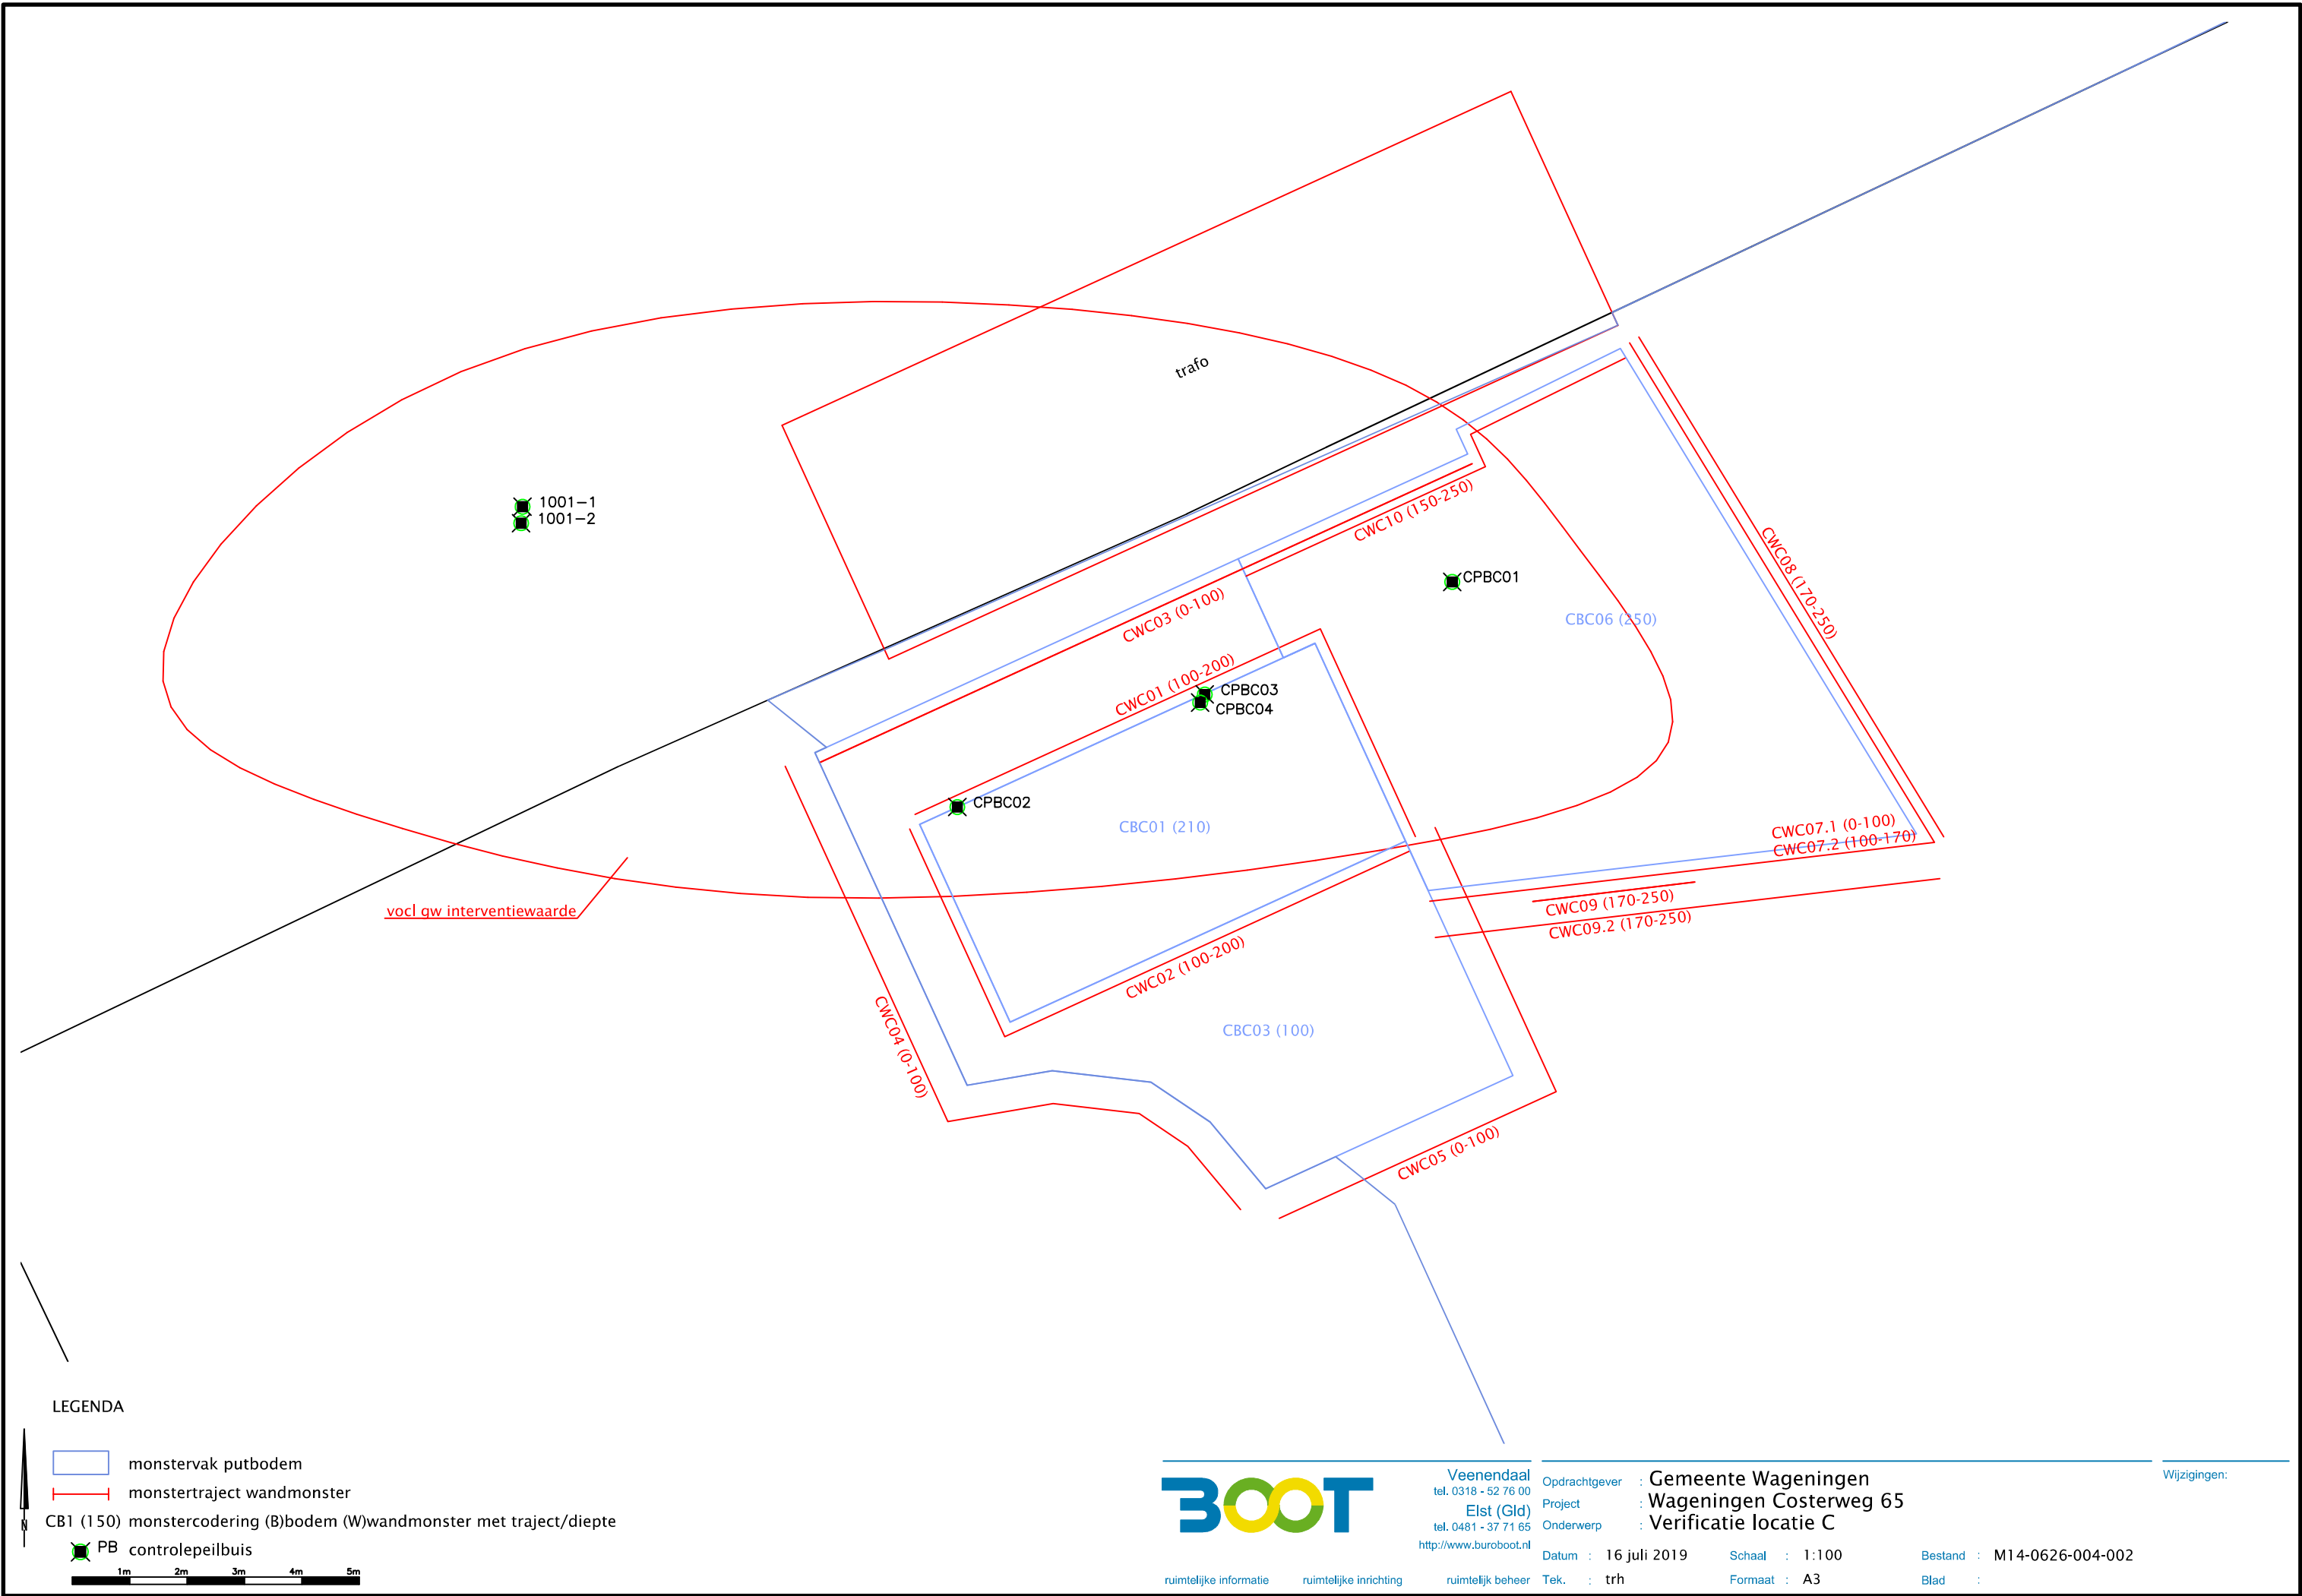 trafo
1001-1
1001-2
CWC10 (150-250)
CPBC01
CWC08 (170-250)
CBC06 (250)
CWC03 (0-100)
CWC01 (100-200)
CPBC03
CPBC04
CPBC02
CBC01 (210)
CWC07.1 (0-100)
CWC07.2 (100-170)
CWC09 (170-250)
CWC09.2 (170-250)
vocl gw interventiewaarde
CWC02 (100-200)
CWC04 (0-100)
CBC03 (100)
CWC05 (0-100)
LEGENDA
monstervak putbodem
monstertraject wandmonster
CB1 (150) monstercodering (B)bodem (W)wandmonster met traject/diepte
PB controlepeilbuis
N
1m 2m 3m 4m 5m
BOOT
Veenendaal
tel. 0318 - 52 76 00
Elst (Gld)
tel. 0481 - 37 71 65
http://www.buroboot.nl
ruimtelijke informatie ruimtelijke inrichting ruimtelijk beheer
Opdrachtgever : Gemeente Wageningen
Project : Wageningen Costerweg 65
Onderwerp : Verificatie locatie C
Datum : 16 juli 2019 Schaal : 1:100 Bestand : M14-0626-004-002
Tek. : trh Formaat : A3 Blad :
Wijzigingen: